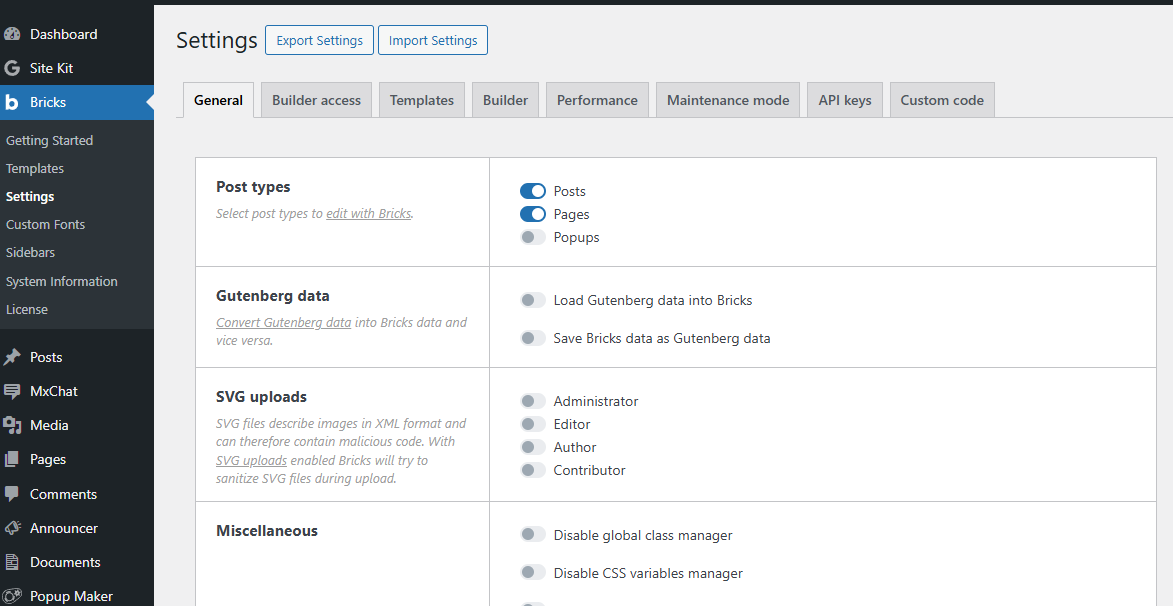 Dashboard
Site Kit
Bricks
Getting Started
Templates
Settings
Custom Fonts
Sidebars
System Information
License
Posts
MxChat
Media
Pages
Comments
Announcer
Documents
Popup Maker
Settings
Export Settings
Import Settings
General
Builder access
Templates
Builder
Performance
Maintenance mode
API keys
Custom code
Post types
Select post types to edit with Bricks.
Posts
Pages
Popups
Gutenberg data
Convert Gutenberg data into Bricks data and
vice versa.
Load Gutenberg data into Bricks
Save Bricks data as Gutenberg data
SVG uploads
SVG files describe images in XML format and
can therefore contain malicious code. With
SVG uploads enabled Bricks will try to
sanitize SVG files during upload.
Administrator
Editor
Author
Contributor
Miscellaneous
Disable global class manager
Disable CSS variables manager